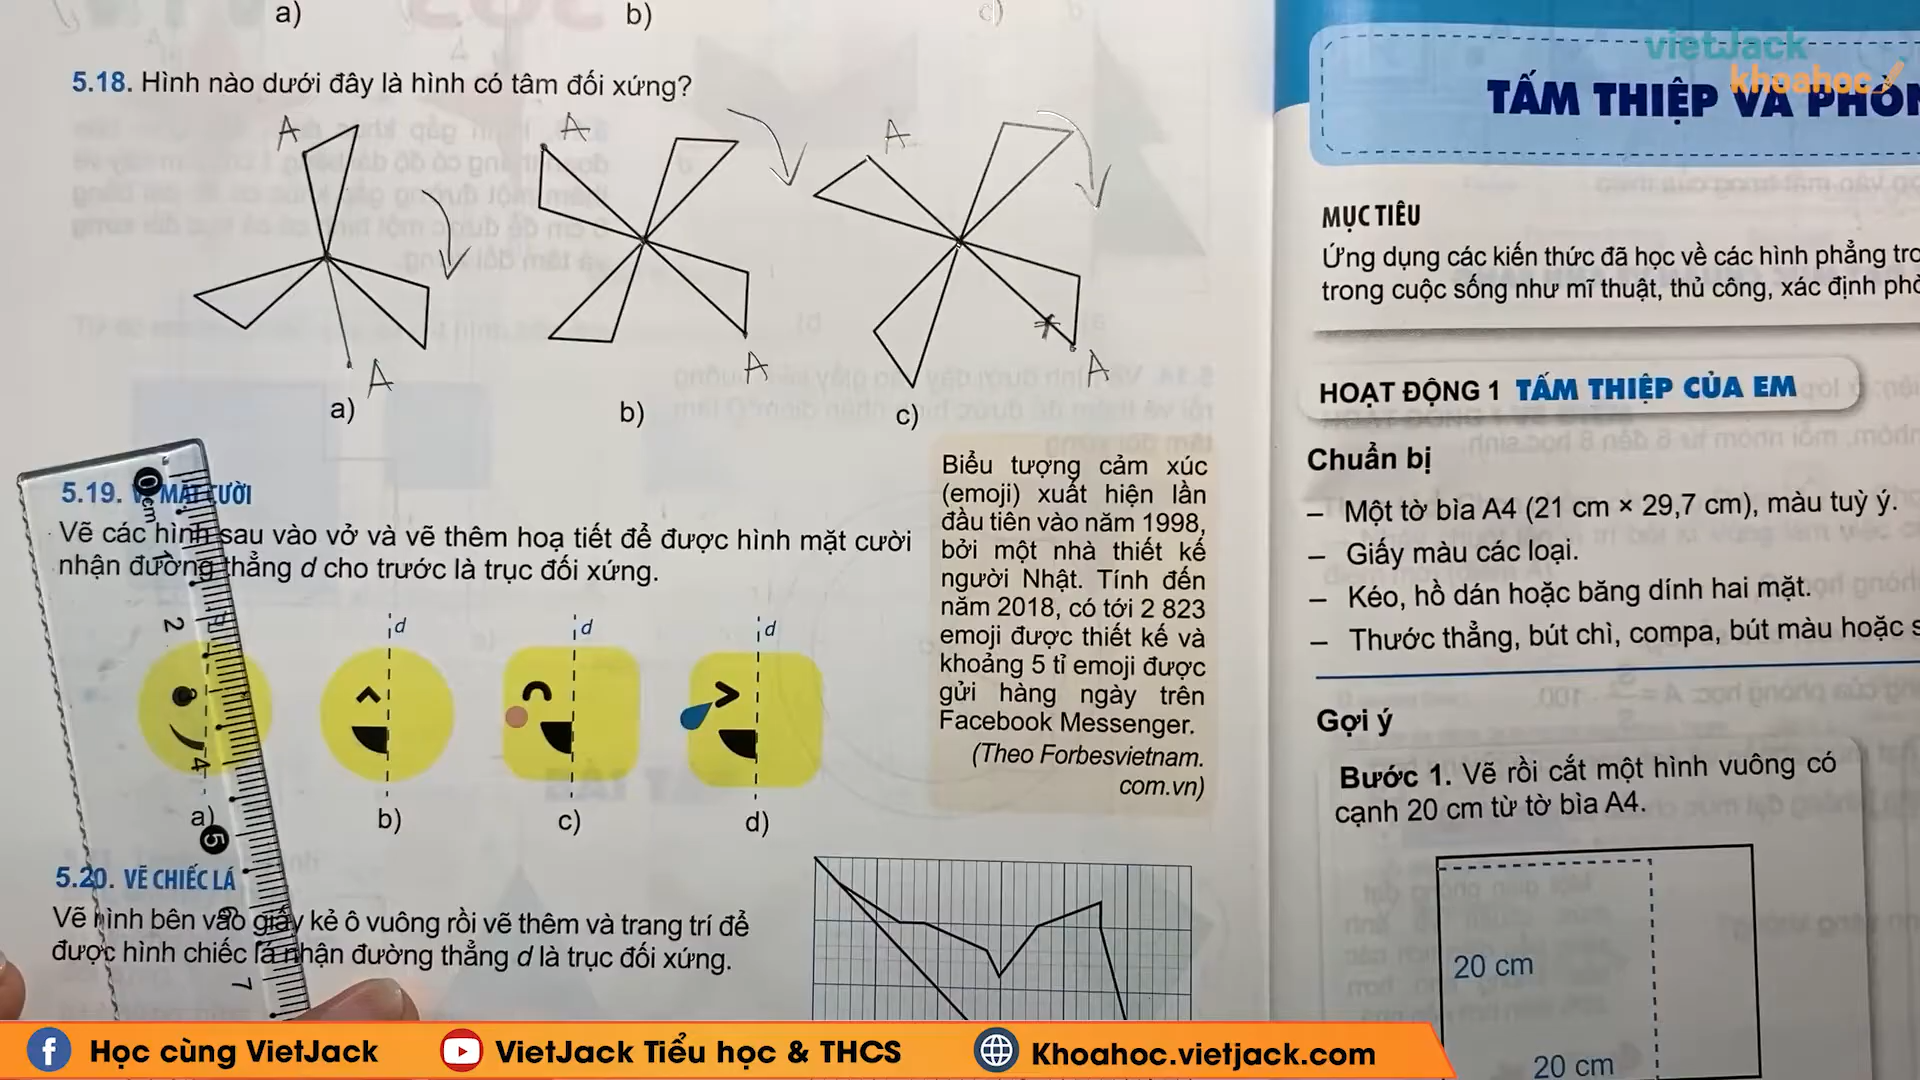 a)
b)
c)
5.18. Hình nào dưới đây là hình có tâm đối xứng?
A
A
A
A
A
A
a)
b)
c)
5.19. MẶT CƯỜI
Vẽ các hình sau vào vở và vẽ thêm hoạ tiết để được hình mặt cười
nhận đường thẳng d cho trước là trục đối xứng.
0 cm
1
2
3
4
5
6
7
d
d
d
a)
b)
c)
d)
Biểu tượng cảm xúc
(emoji) xuất hiện lần
đầu tiên vào năm 1998,
bởi một nhà thiết kế
người Nhật. Tính đến
năm 2018, có tới 2 823
emoji được thiết kế và
khoảng 5 tỉ emoji được
gửi hàng ngày trên
Facebook Messenger.
(Theo Forbesvietnam.
com.vn)
5.20. VẼ CHIẾC LÁ
Vẽ hình bên vào giấy kẻ ô vuông rồi vẽ thêm và trang trí để
được hình chiếc lá nhận đường thẳng d là trục đối xứng.
vietJack
khoahoc
TẤM THIỆP VÀ PHÒN
MỤC TIÊU
Ứng dụng các kiến thức đã học về các hình phẳng tro
trong cuộc sống như mĩ thuật, thủ công, xác định phò
HOẠT ĐỘNG 1 TẤM THIỆP CỦA EM
Chuẩn bị
– Một tờ bìa A4 (21 cm × 29,7 cm), màu tuỳ ý.
– Giấy màu các loại.
– Kéo, hồ dán hoặc băng dính hai mặt.
– Thước thẳng, bút chì, compa, bút màu hoặc s
Gợi ý
Bước 1. Vẽ rồi cắt một hình vuông có
cạnh 20 cm từ tờ bìa A4.
20 cm
20 cm
Học cùng VietJack
VietJack Tiểu học & THCS
Khoahoc.vietjack.com